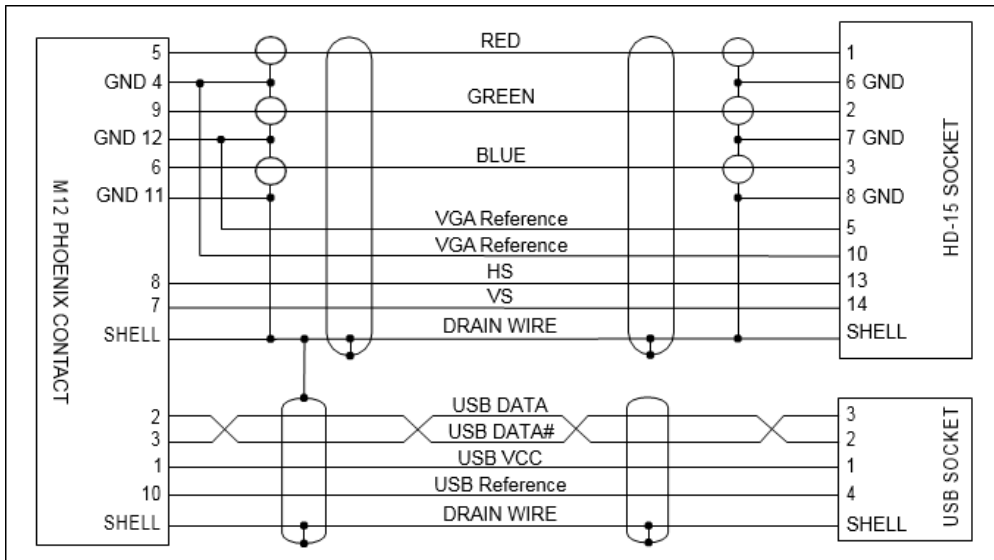 RED
5
1
GND 4
6 GND
GREEN
9
2
GND 12
7 GND
BLUE
6
3
GND 11
8 GND
VGA Reference
5
VGA Reference
10
HS
8
13
VS
7
14
DRAIN WIRE
SHELL
SHELL
M12 PHOENIX CONTACT
HD-15 SOCKET
USB DATA
2
3
USB DATA#
3
2
USB VCC
1
1
USB Reference
10
4
DRAIN WIRE
SHELL
SHELL
USB SOCKET